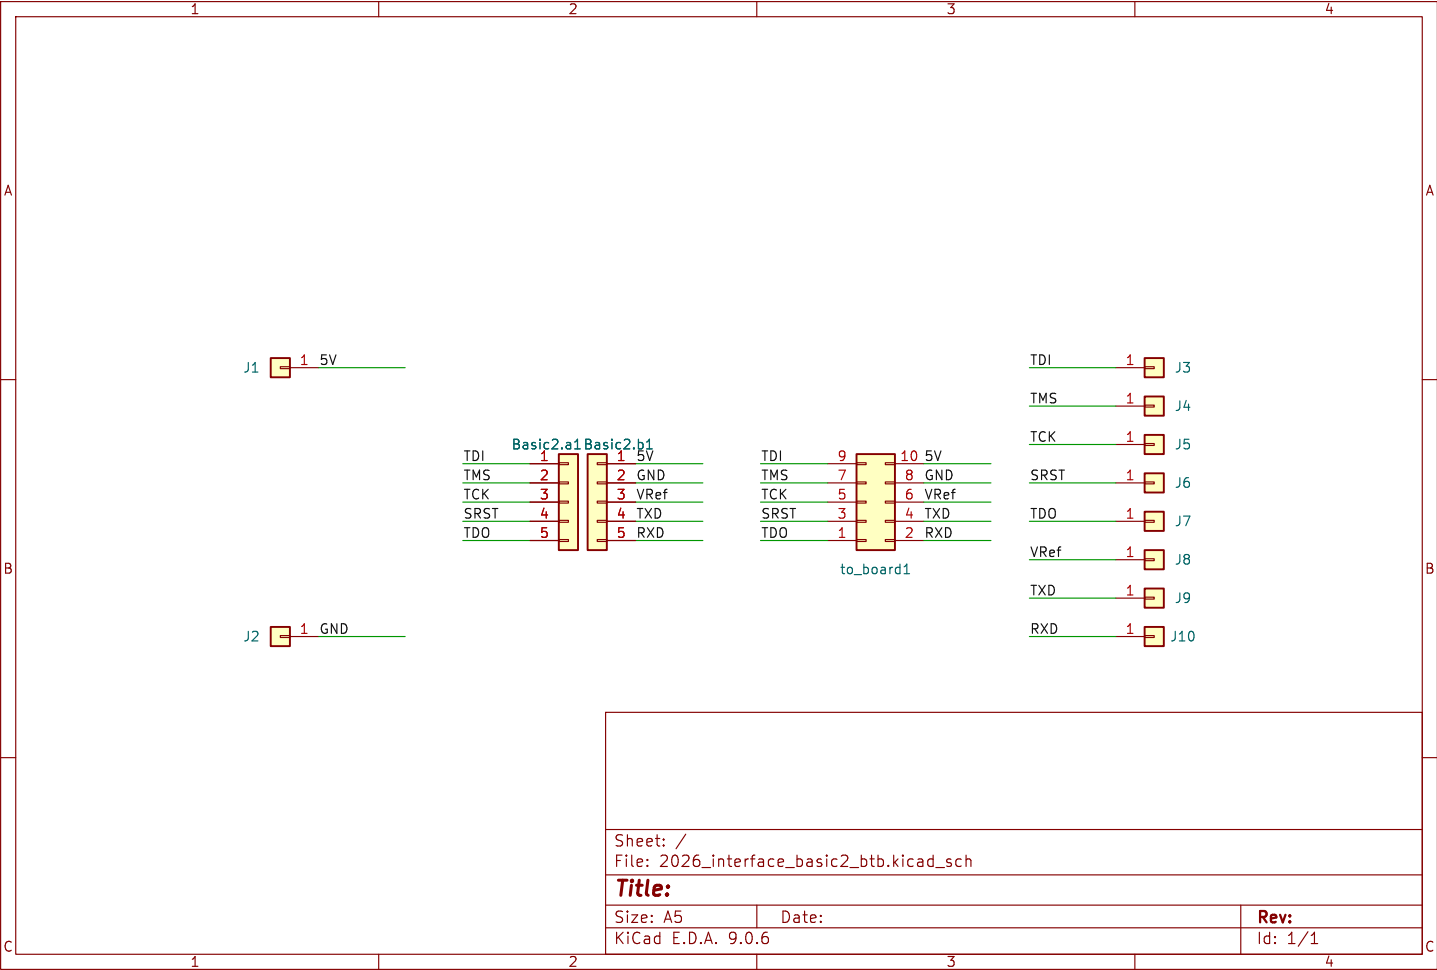 1 2 3 4
A A
J1 1 5V
TDI 1 J3
TMS 1 J4
TCK 1 J5
SRST 1 J6
TDO 1 J7
VRef 1 J8
TXD 1 J9
RXD 1 J10
Basic2.a1 Basic2.b1
TDI 1 1 5V
TMS 2 2 GND
TCK 3 3 VRef
SRST 4 4 TXD
TDO 5 5 RXD
TDI 9 10 5V
TMS 7 8 GND
TCK 5 6 VRef
SRST 3 4 TXD
TDO 1 2 RXD
to_board1
B B
J2 1 GND
Sheet: /
File: 2026_interface_basic2_btb.kicad_sch
Title:
Size: A5 Date: Rev:
KiCad E.D.A. 9.0.6 Id: 1/1
C C
1 2 3 4